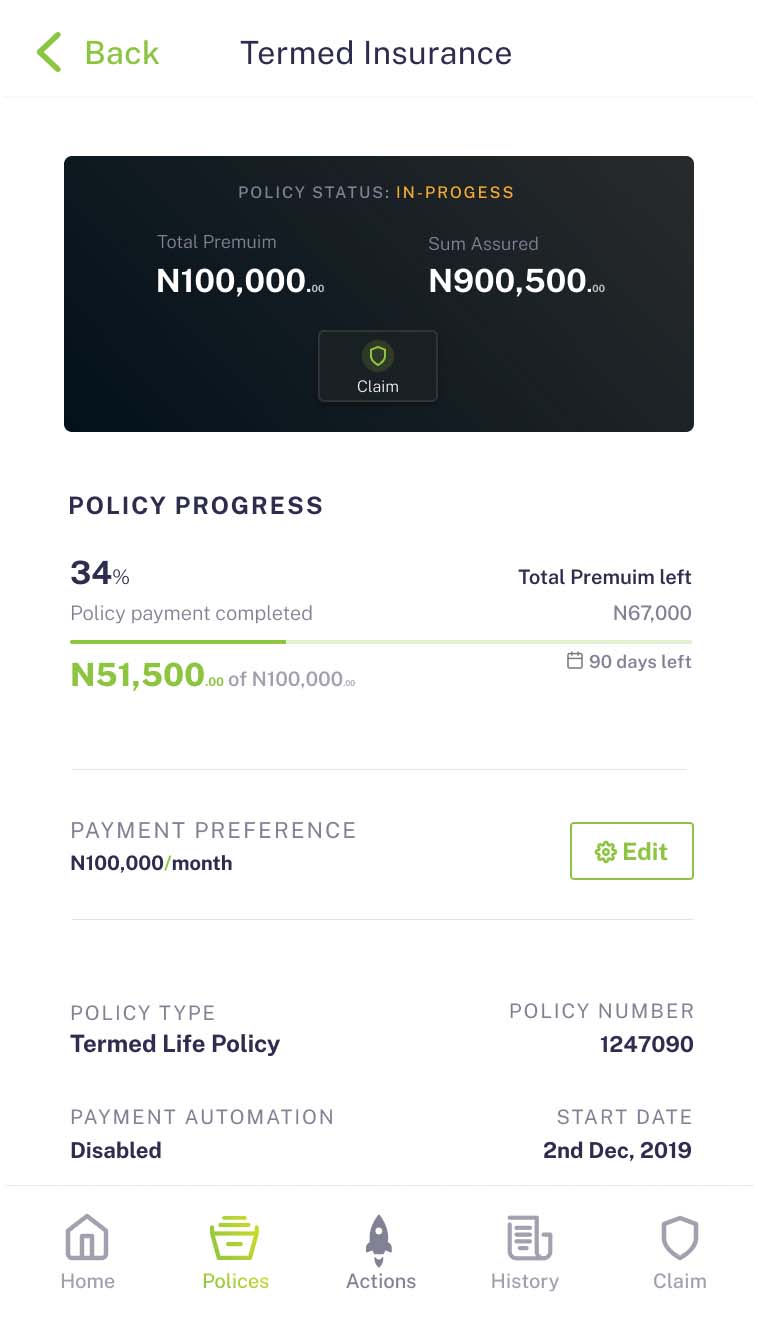 Back Termed Insurance
POLICY STATUS: IN-PROGESS
Total Premuim Sum Assured
N100,000.00 N900,500.00
Claim
POLICY PROGRESS
34% Total Premuim left
Policy payment completed N67,000
N51,500.00 of N100,000.00 90 days left
PAYMENT PREFERENCE
N100,000/month
Edit
POLICY TYPE POLICY NUMBER
Termed Life Policy 1247090
PAYMENT AUTOMATION START DATE
Disabled 2nd Dec, 2019
Home Polices Actions History Claim